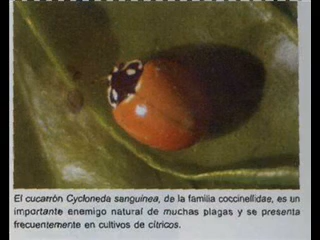 El cucarrón Cycloneda sanguínea, de la familia coccinellidae, es un
importante enemigo natural de muchas plagas y se presenta
frecuentemente en cultivos de cítricos.